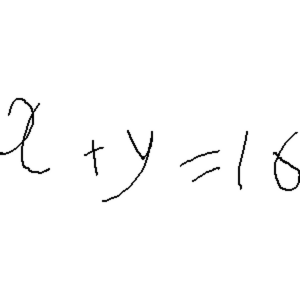 x + y = 16